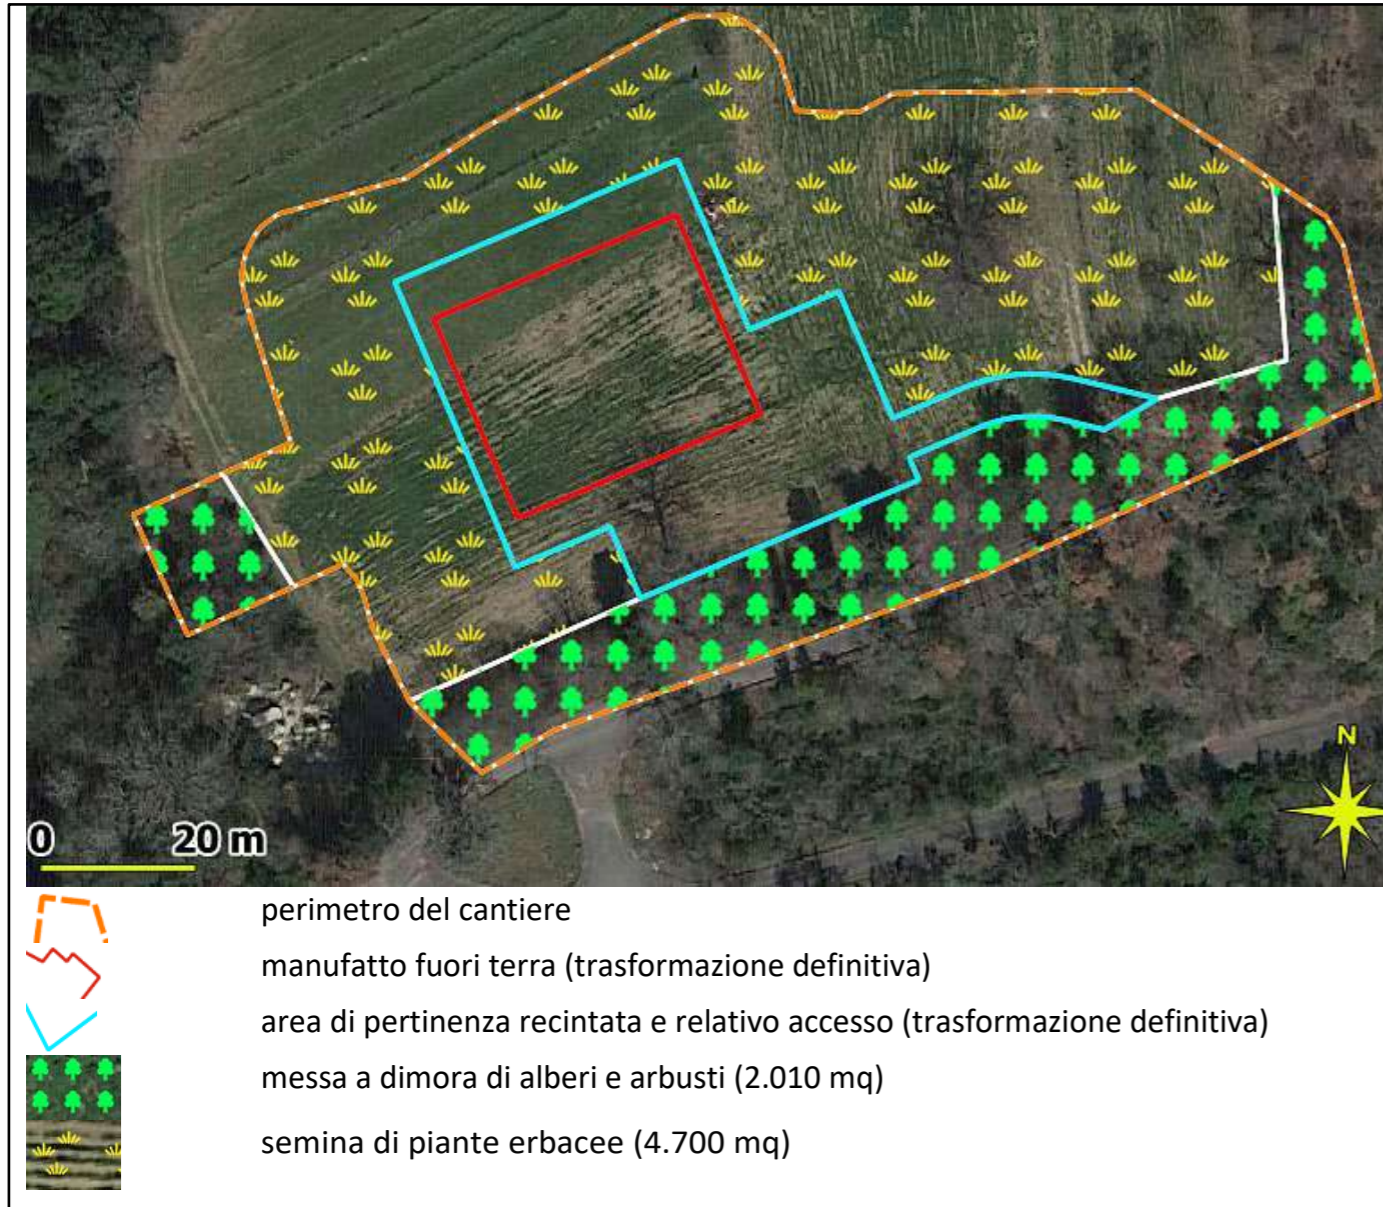 N
0 20 m
perimetro del cantiere
manufatto fuori terra (trasformazione definitiva)
area di pertinenza recintata e relativo accesso (trasformazione definitiva)
messa a dimora di alberi e arbusti (2.010 mq)
semina di piante erbacee (4.700 mq)